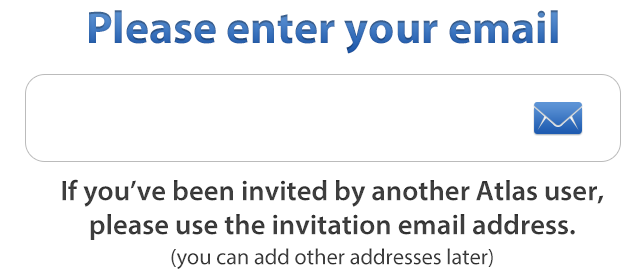 Please enter your email
If you’ve been invited by another Atlas user,
please use the invitation email address.
(you can add other addresses later)